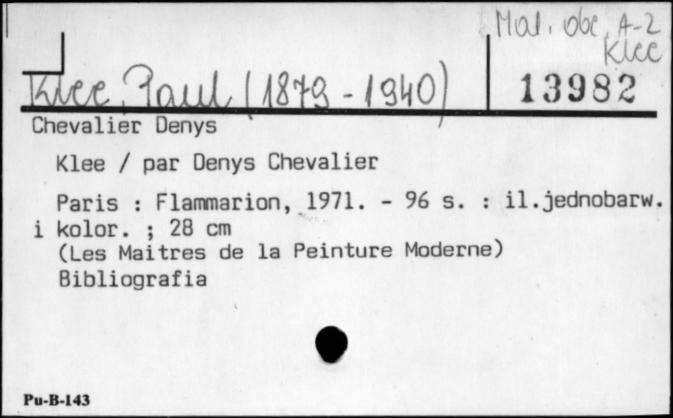 Mal. obc. A-2
Klee
Klee, Paul (1879-1940)
13982
Chevalier Denys
Klee / par Denys Chevalier
Paris : Flammarion, 1971. - 96 s. : il.jednobarw.
i kolor. ; 28 cm
(Les Maitres de la Peinture Moderne)
Bibliografia
Pu-B-143